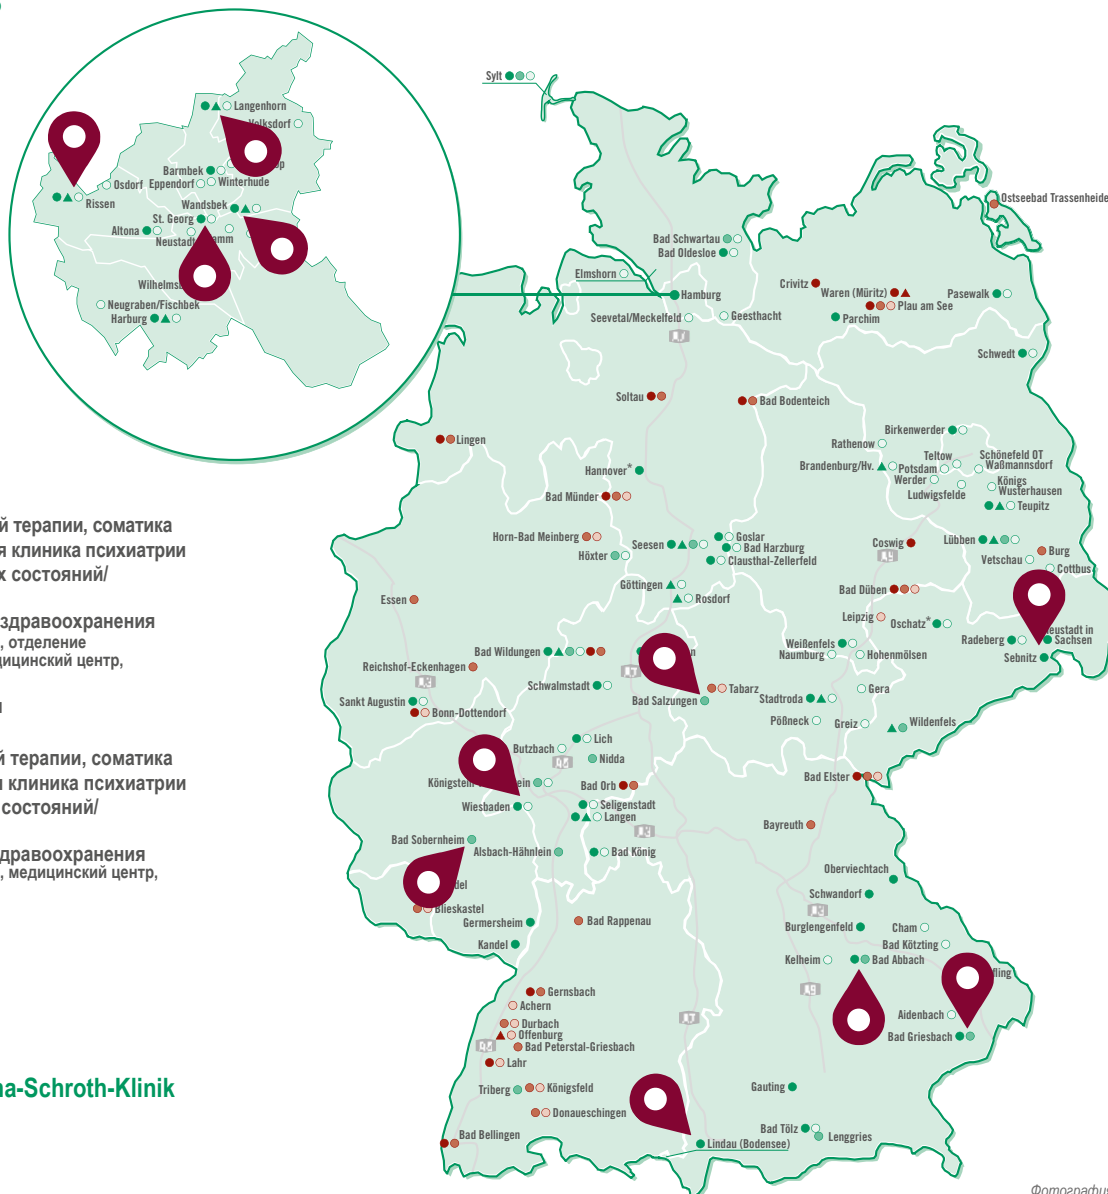 Langenhorn
Volksdorf
Barmbek
Eppendorf
Winterhude
Osdorf
Rissen
Wandsbek
St. Georg
Altona
Neustadt
Neugraben/Fischbek
Harburg
Sylt
Ostseebad Trassenheide
Bad Schwartau
Bad Oldesloe
Elmshorn
Hamburg
Crivitz
Waren (Müritz)
Plau am See
Pasewalk
Seevetal/Meckelfeld
Geesthacht
Parchim
Schwedt
Soltau
Bad Bodenteich
Lingen
Birkenwerder
Rathenow
Schönefeld OT
Waßmannsdorf
Teltow
Brandenburg/Hv.
Potsdam
Werder
Ludwigsfelde
Königs
Wusterhausen
Teupitz
Hannover*
Bad Münder
Horn-Bad Meinberg
Höxter
Seesen
Goslar
Bad Harzburg
Clausthal-Zellerfeld
Coswig
Lübben
Burg
Vetschau
Cottbus
Göttingen
Rosdorf
Bad Düben
Essen
Leipzig
Oschatz*
Neustadt in
Sachsen
Radeberg
Sebnitz
Weißenfels
Naumburg
Hohenmölsen
Bad Wildungen
Reichshof-Eckenhagen
Schwalmstadt
Tabarz
Bad Salzungen
Stadtroda
Gera
Sankt Augustin
Bonn-Dottendorf
Pößneck
Greiz
Wildenfels
Butzbach
Lich
Nidda
Bad Orb
Bad Elster
Wiesbaden
Seligenstadt
Langen
Bayreuth
Bad Sobernheim
Alsbach-Hähnlein
Bad König
Oberviechtach
Schwandorf
Blieskastel
Germersheim
Bad Rappenau
Burglengenfeld
Cham
Bad Kötzting
Kandel
Kelheim
Bad Abbach
Gernsbach
Achern
Durbach
Offenburg
Bad Peterstal-Griesbach
Aidenbach
Bad Griesbach
Lahr
Triberg
Königsfeld
Gauting
Donaueschingen
Bad Tölz
Lenggries
Bad Bellingen
Lindau (Bodensee)
й терапии, соматика
я клиника психиатрии
х состояний/
здравоохранения
, отделение
дицинский центр,
и
й терапии, соматика
и клиника психиатрии
состояний/
дравоохранения
, медицинский центр,
na-Schroth-Klinik
Фотография